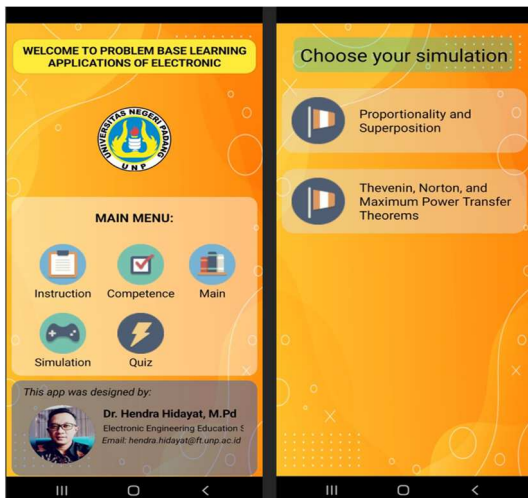 WELCOME TO PROBLEM BASE LEARNING
APPLICATIONS OF ELECTRONIC
UNIVERSITAS NEGERI PADANG
UNP
MAIN MENU:
Instruction
Competence
Main
Simulation
Quiz
This app was designed by:
Dr. Hendra Hidayat, M.Pd
Electronic Engineering Education S
Email: hendra.hidayat@ft.unp.ac.id
Choose your simulation
Proportionality and
Superposition
Thevenin, Norton, and
Maximum Power Transfer
Theorems